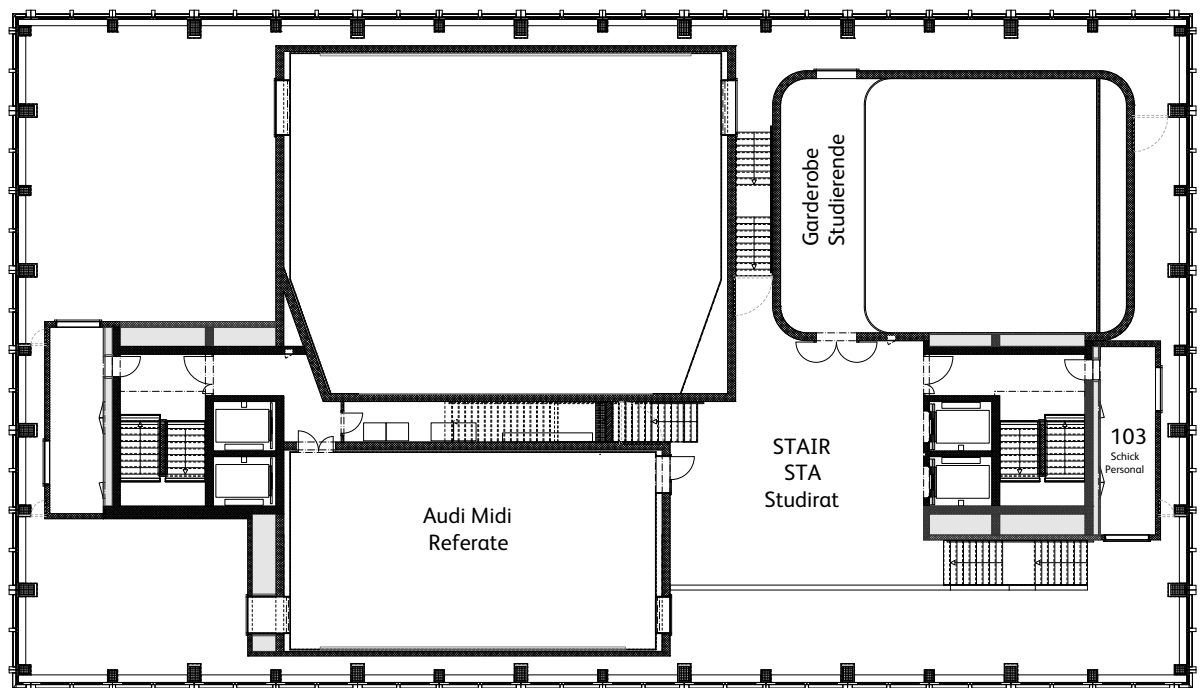 Garderobe
Studierende
STAIR
STA
Studirat
103
Schick
Personal
Audi Midi
Referate